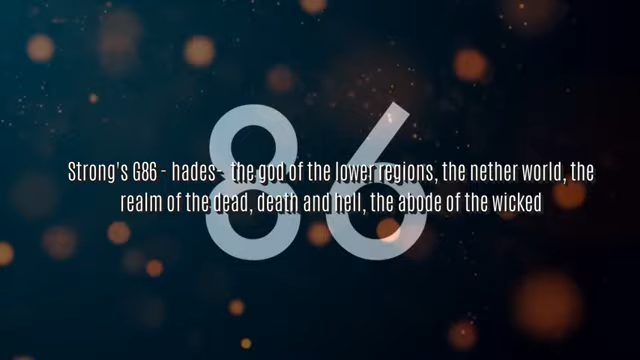 86
Strong's G86 - hades- the god of the lower regions, the nether world, the
realm of the dead, death and hell, the abode of the wicked